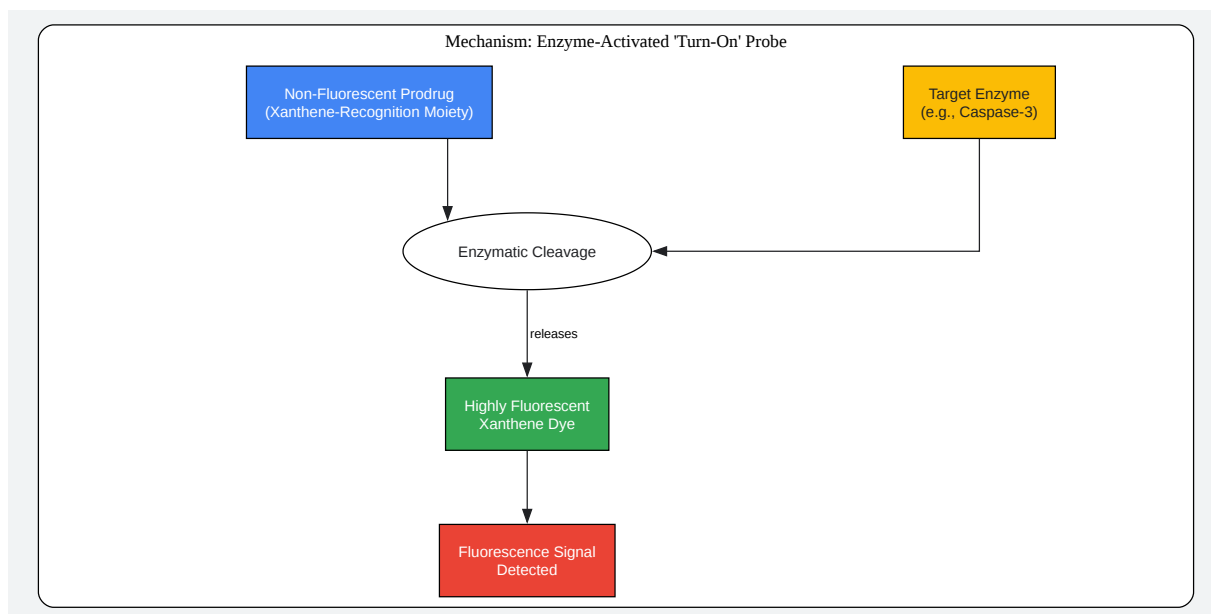 Mechanism: Enzyme-Activated 'Turn-On' Probe
Non-Fluorescent Prodrug
(Xanthene-Recognition Moiety)
Target Enzyme
(e.g., Caspase-3)
Enzymatic Cleavage
releases
Highly Fluorescent
Xanthene Dye
Fluorescence Signal
Detected